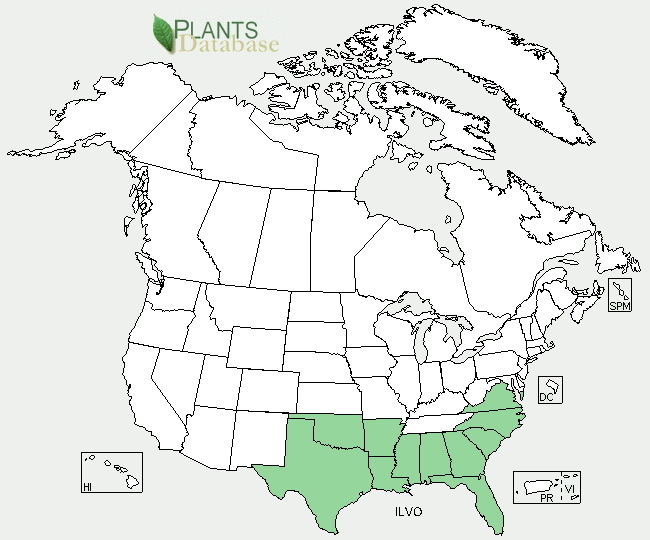 PLANTS
Database
SPM
DC
HI
PR
VI
ILVO